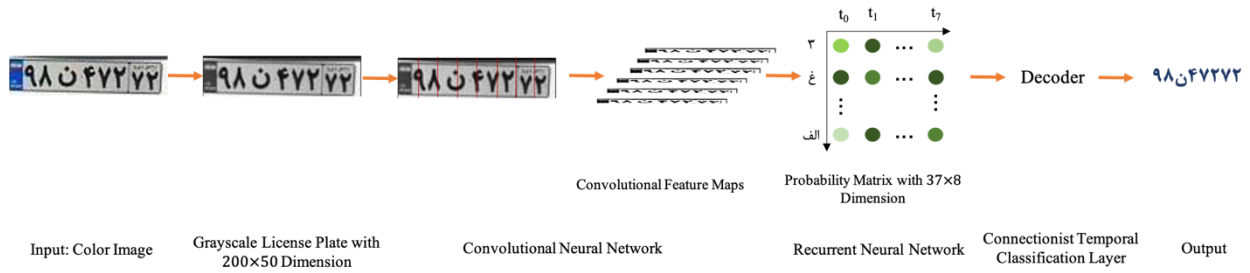 t0 t1 t7
۳
غ
الف
۹۸ ن ۴۷۲ ۷۲
۹۸ ن ۴۷۲ ۷۲
۹۸ ن ۴۷۲ ۷۲
Decoder
۹۸ن۴۷۲۷۲
Convolutional Feature Maps
Probability Matrix with 37×8
Dimension
Input: Color Image
Grayscale License Plate with
200×50 Dimension
Convolutional Neural Network
Recurrent Neural Network
Connectionist Temporal
Classification Layer
Output